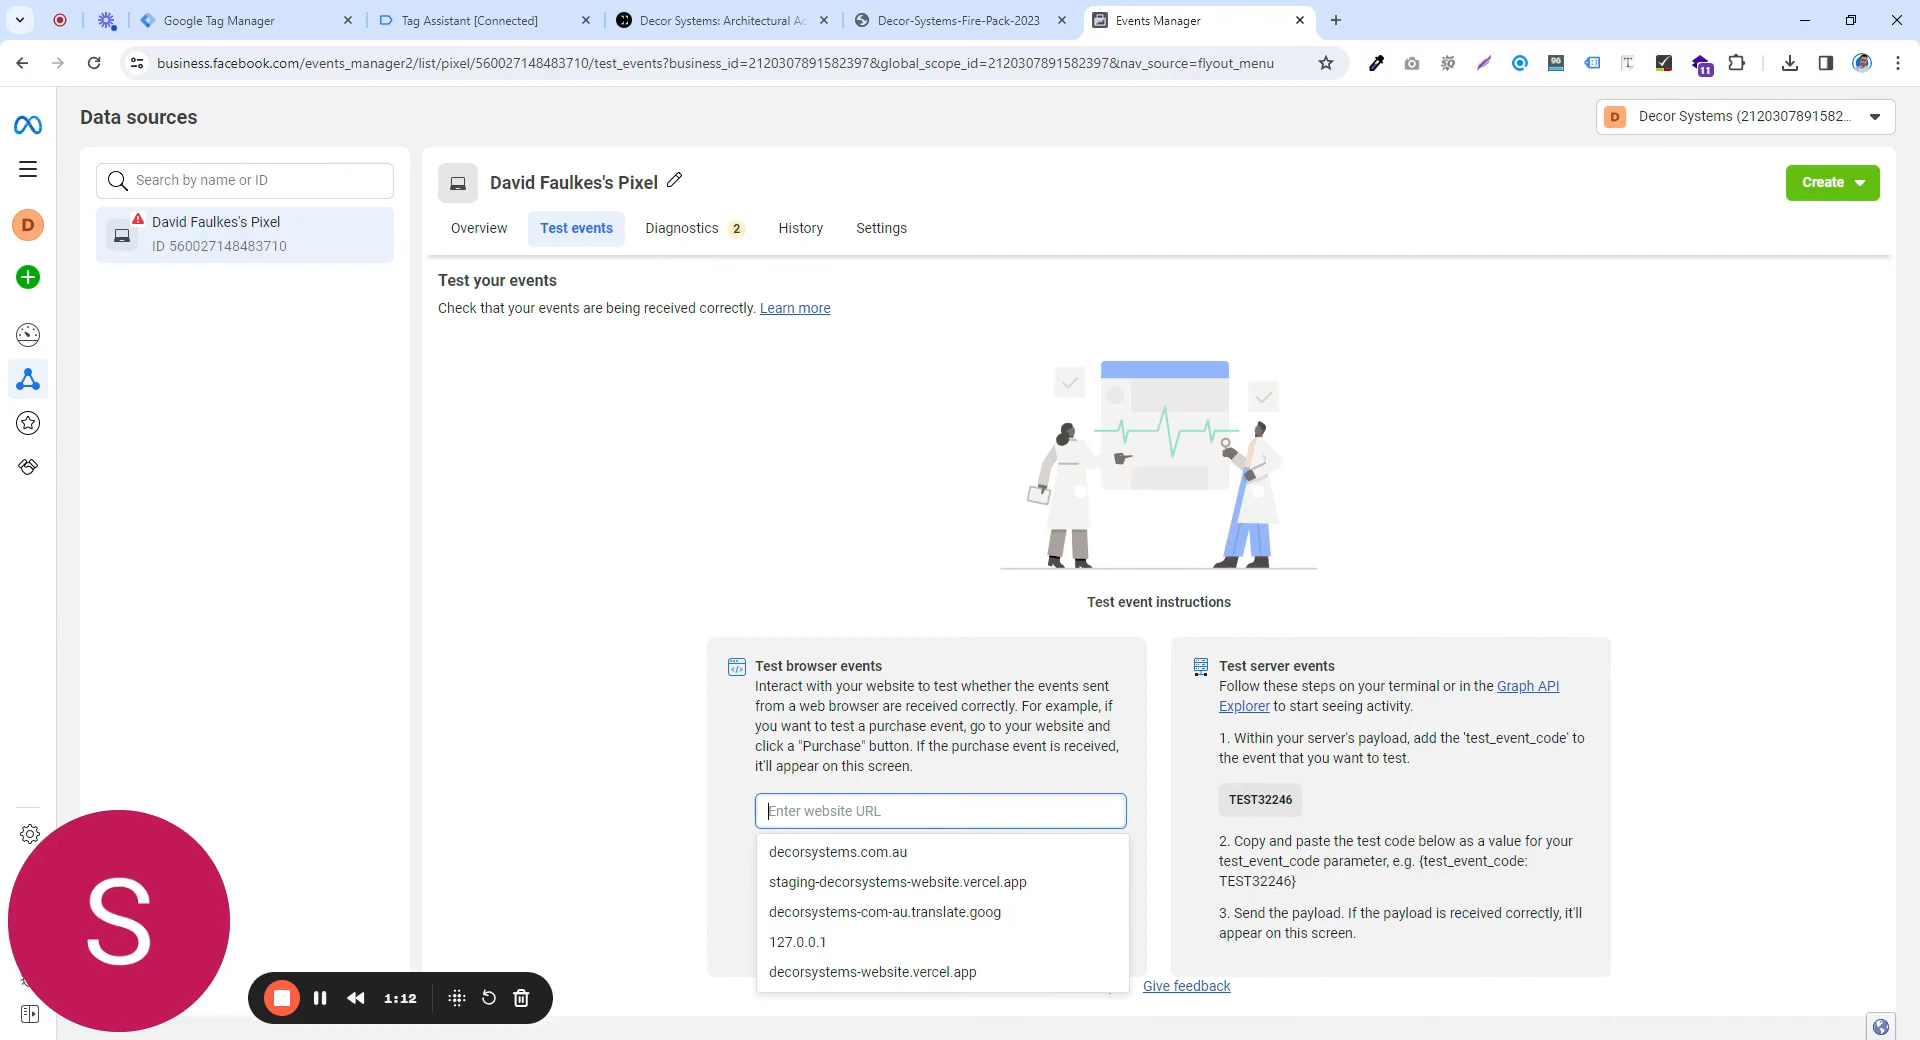 Google Tag Manager
Tag Assistant [Connected]
Decor Systems: Architectural Ac
Decor-Systems-Fire-Pack-2023
Events Manager
business.facebook.com/events_manager2/list/pixel/560027148483710/test_events?business_id=2120307891582397&global_scope_id=2120307891582397&nav_source=flyout_menu
96
T
11
Data sources
D
Decor Systems (2120307891582...
Search by name or ID
David Faulkes's Pixel
ID 560027148483710
D
David Faulkes's Pixel
Create
Overview
Test events
Diagnostics 2
History
Settings
Test your events
Check that your events are being received correctly. Learn more
Test event instructions
Test browser events
Interact with your website to test whether the events sent
from a web browser are received correctly. For example, if
you want to test a purchase event, go to your website and
click a "Purchase" button. If the purchase event is received,
it'll appear on this screen.
Enter website URL
decorsystems.com.au
staging-decorsystems-website.vercel.app
decorsystems-com-au.translate.goog
127.0.0.1
decorsystems-website.vercel.app
Test server events
Follow these steps on your terminal or in the Graph API
Explorer to start seeing activity.
1. Within your server's payload, add the 'test_event_code' to
the event that you want to test.
TEST32246
2. Copy and paste the test code below as a value for your
test_event_code parameter, e.g. {test_event_code:
TEST32246}
3. Send the payload. If the payload is received correctly, it'll
appear on this screen.
Give feedback
S
1:12